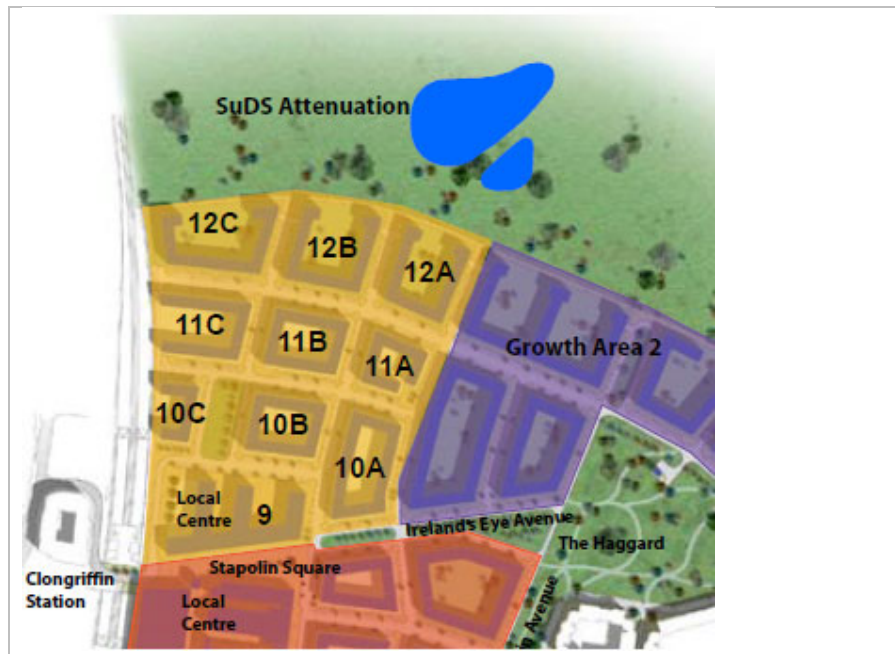 SuDS Attenuation
12C
12B
12A
11C
11B
11A
Growth Area 2
10C
10B
10A
Local
Centre
9
Ireland's Eye Avenue
The Haggard
Stapolin Square
Clongriffin
Station
Local
Centre
Avenue